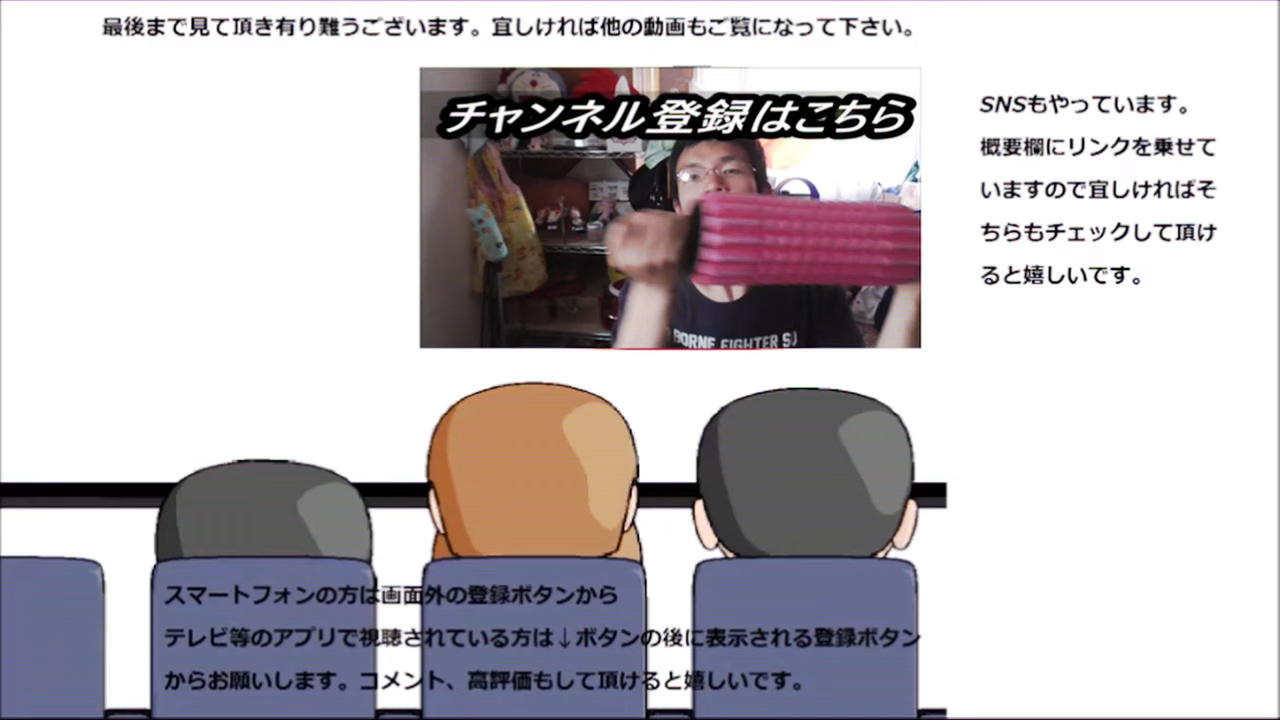 最後まで見て頂き有り難うございます。宜しければ他の動画もご覧になって下さい。
チャンネル登録はこちら
SNSもやっています。
概要欄にリンクを乗せて
いますので宜しければそ
ちらもチェックして頂け
ると嬉しいです。
BORNE FIGHTER
スマートフォンの方は画面外の登録ボタンから
テレビ等のアプリで視聴されている方は↓ボタンの後に表示される登録ボタン
からお願いします。コメント、高評価もして頂けると嬉しいです。